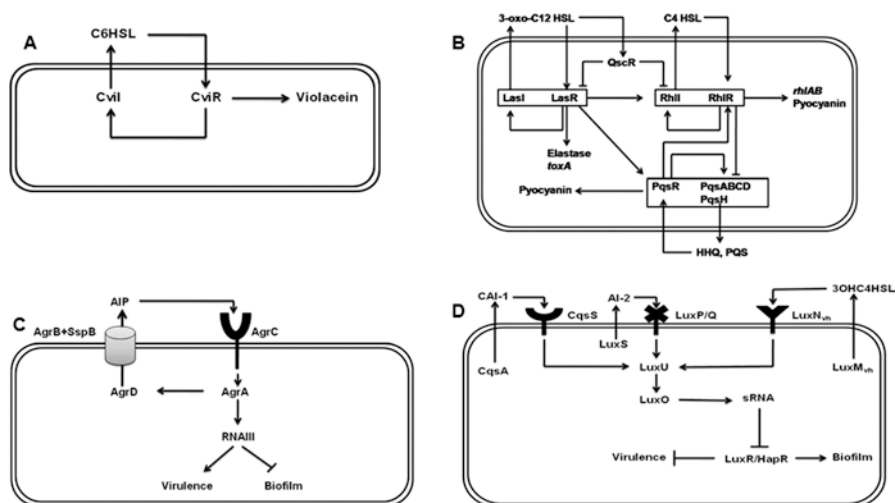 A
C6HSL
CviI
CviR
Violacein
B
3-oxo-C12 HSL
C4 HSL
QscR
LasI
LasR
RhlI
RhlR
rhlAB
Pyocyanin
Elastase
toxA
Pyocyanin
PqsR
PqsABCD
PqsH
HHQ, PQS
C
AIP
AgrB+SspB
AgrC
AgrD
AgrA
RNAIII
Virulence
Biofilm
D
CAI-1
AI-2
3OHC4HSL
CqsS
LuxP/Q
LuxNvh
LuxS
CqsA
LuxU
LuxMvh
LuxO
sRNA
Virulence
LuxR/HapR
Biofilm